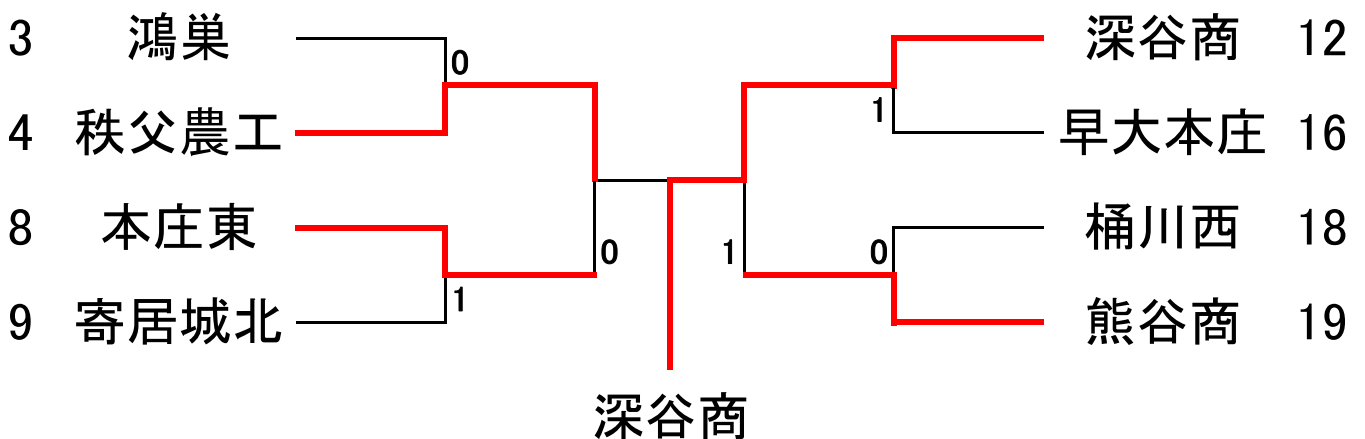 3 鴻巣
0
4 秩父農工
8 本庄東
0
1
9 寄居城北
深谷商 12
1
早大本庄 16
桶川西 18
1
0
熊谷商 19
深谷商